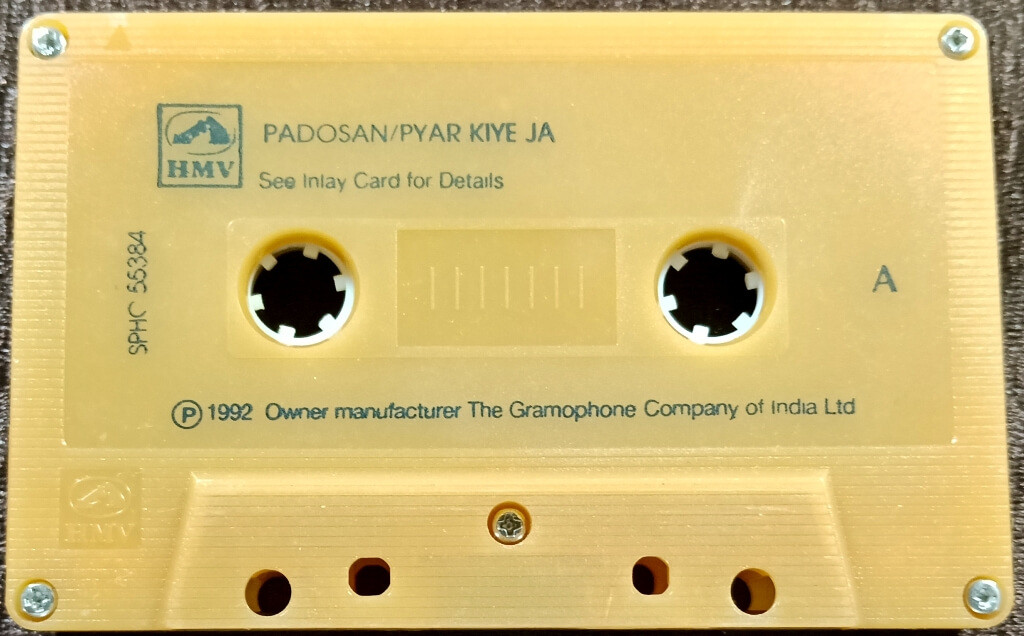 HMV
PADOSAN/PYAR KIYE JA
See Inlay Card for Details
SPHC 55384
A
Ⓟ 1992 Owner manufacturer The Gramophone Company of India Ltd
HMV